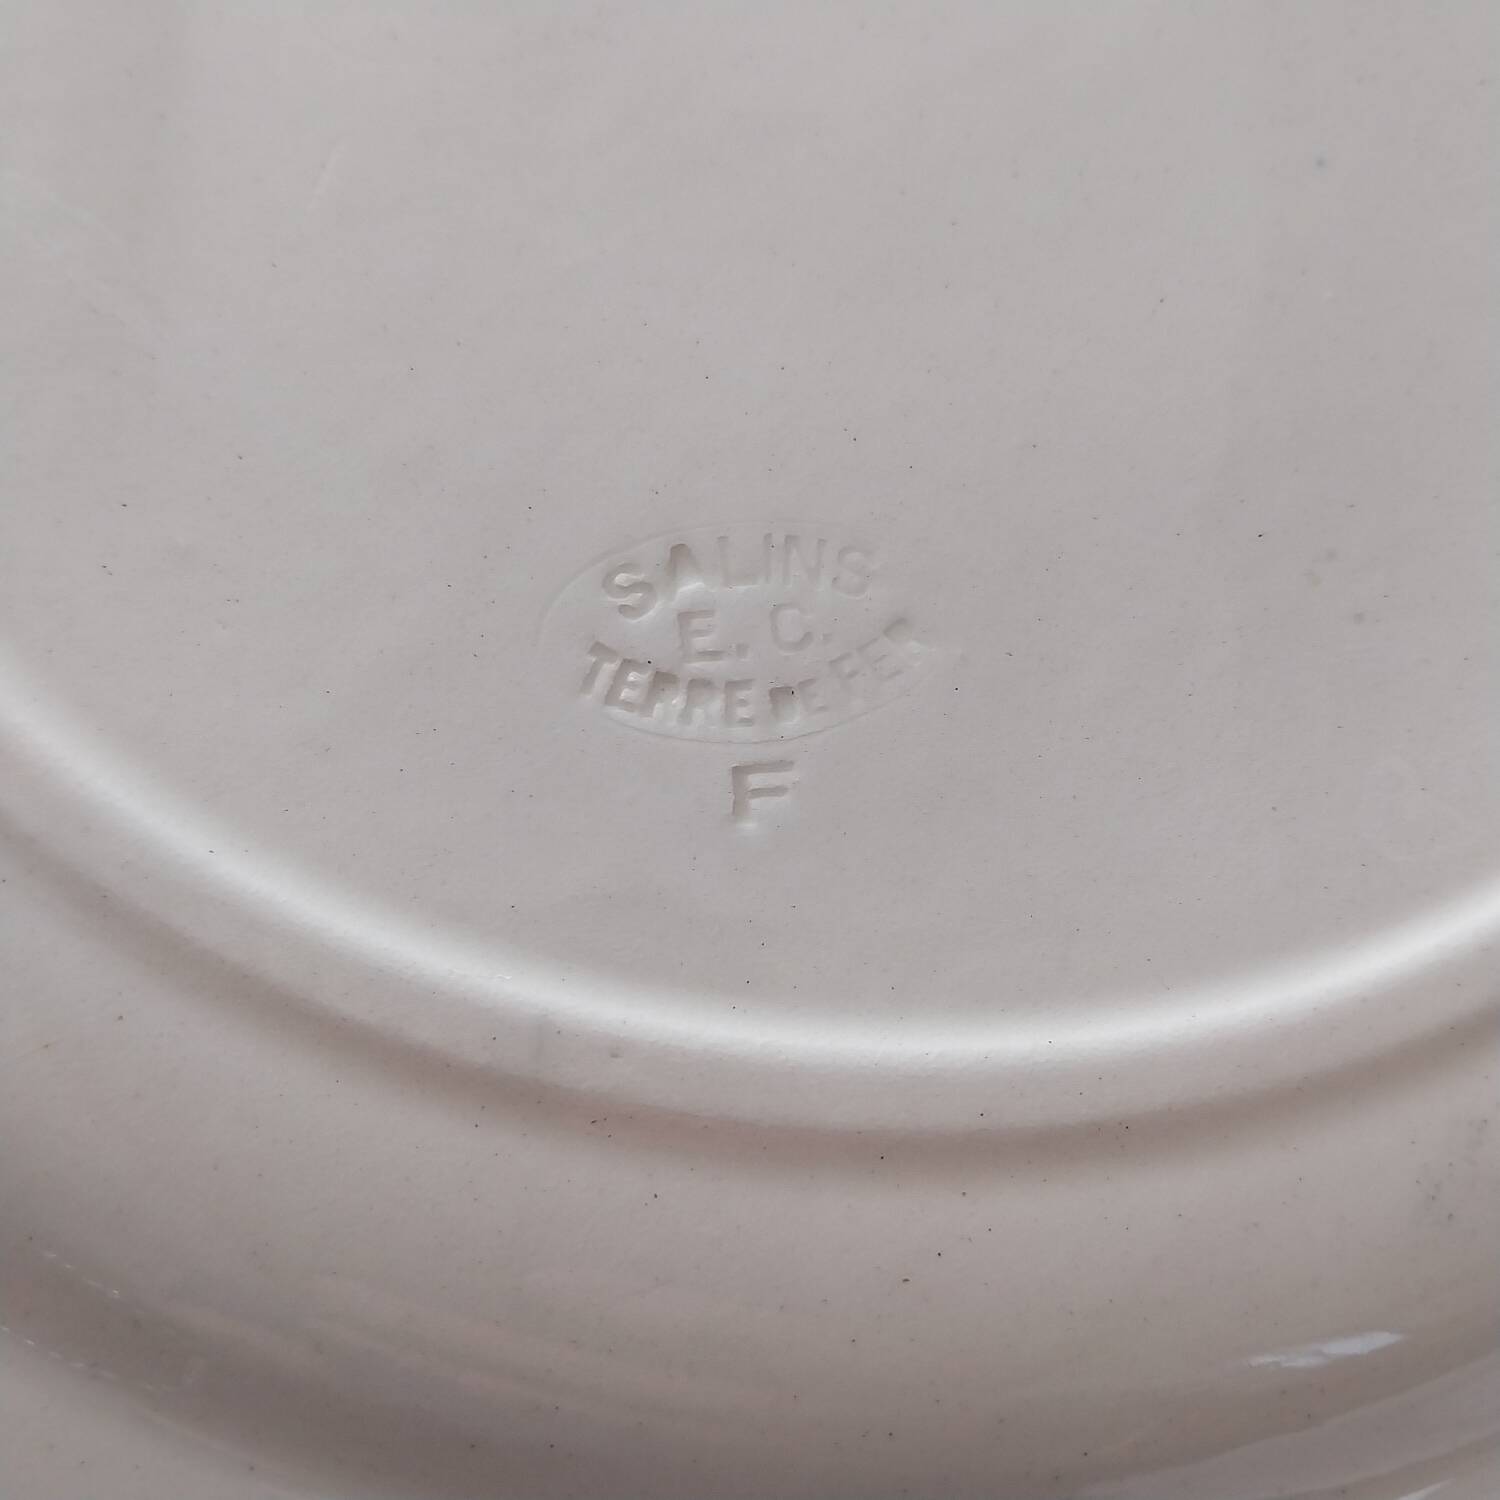 SALINS
E. C.
TERRE DE FER
F